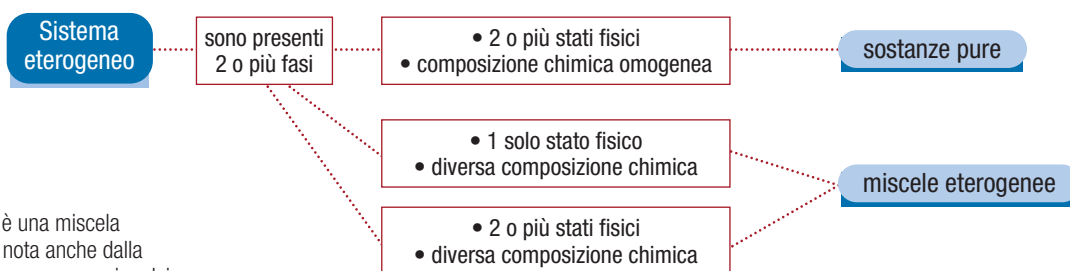 Sistema
eterogeneo
sono presenti
2 o più fasi
• 2 o più stati fisici
• composizione chimica omogenea
sostanze pure
• 1 solo stato fisico
• diversa composizione chimica
miscele eterogenee
• 2 o più stati fisici
• diversa composizione chimica
è una miscela
nota anche dalla